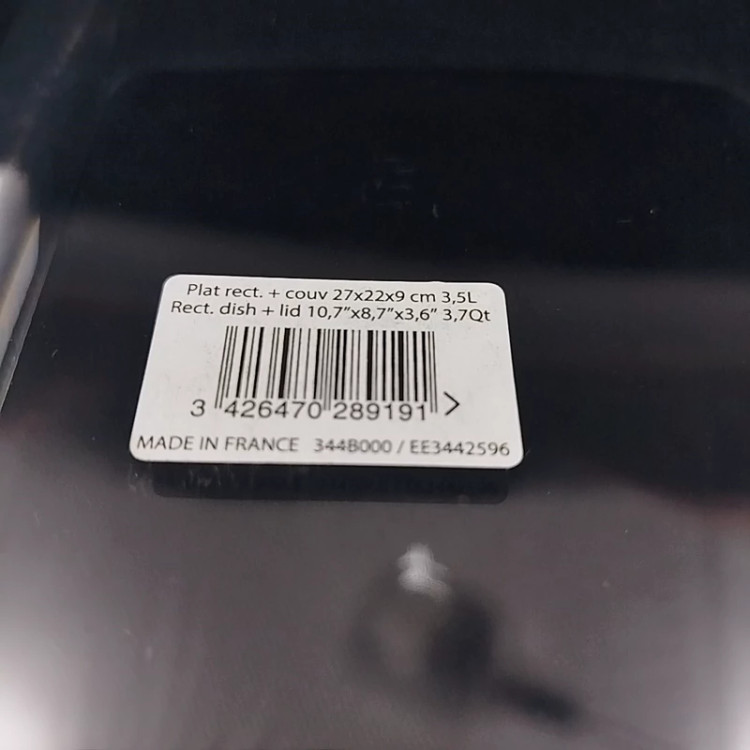 Plat rect. + couv 27x22x9 cm 3,5L
Rect. dish + lid 10,7”x8,7”x3,6” 3,7Qt
3 426470 289191 >
MADE IN FRANCE 344B000 / EE3442596